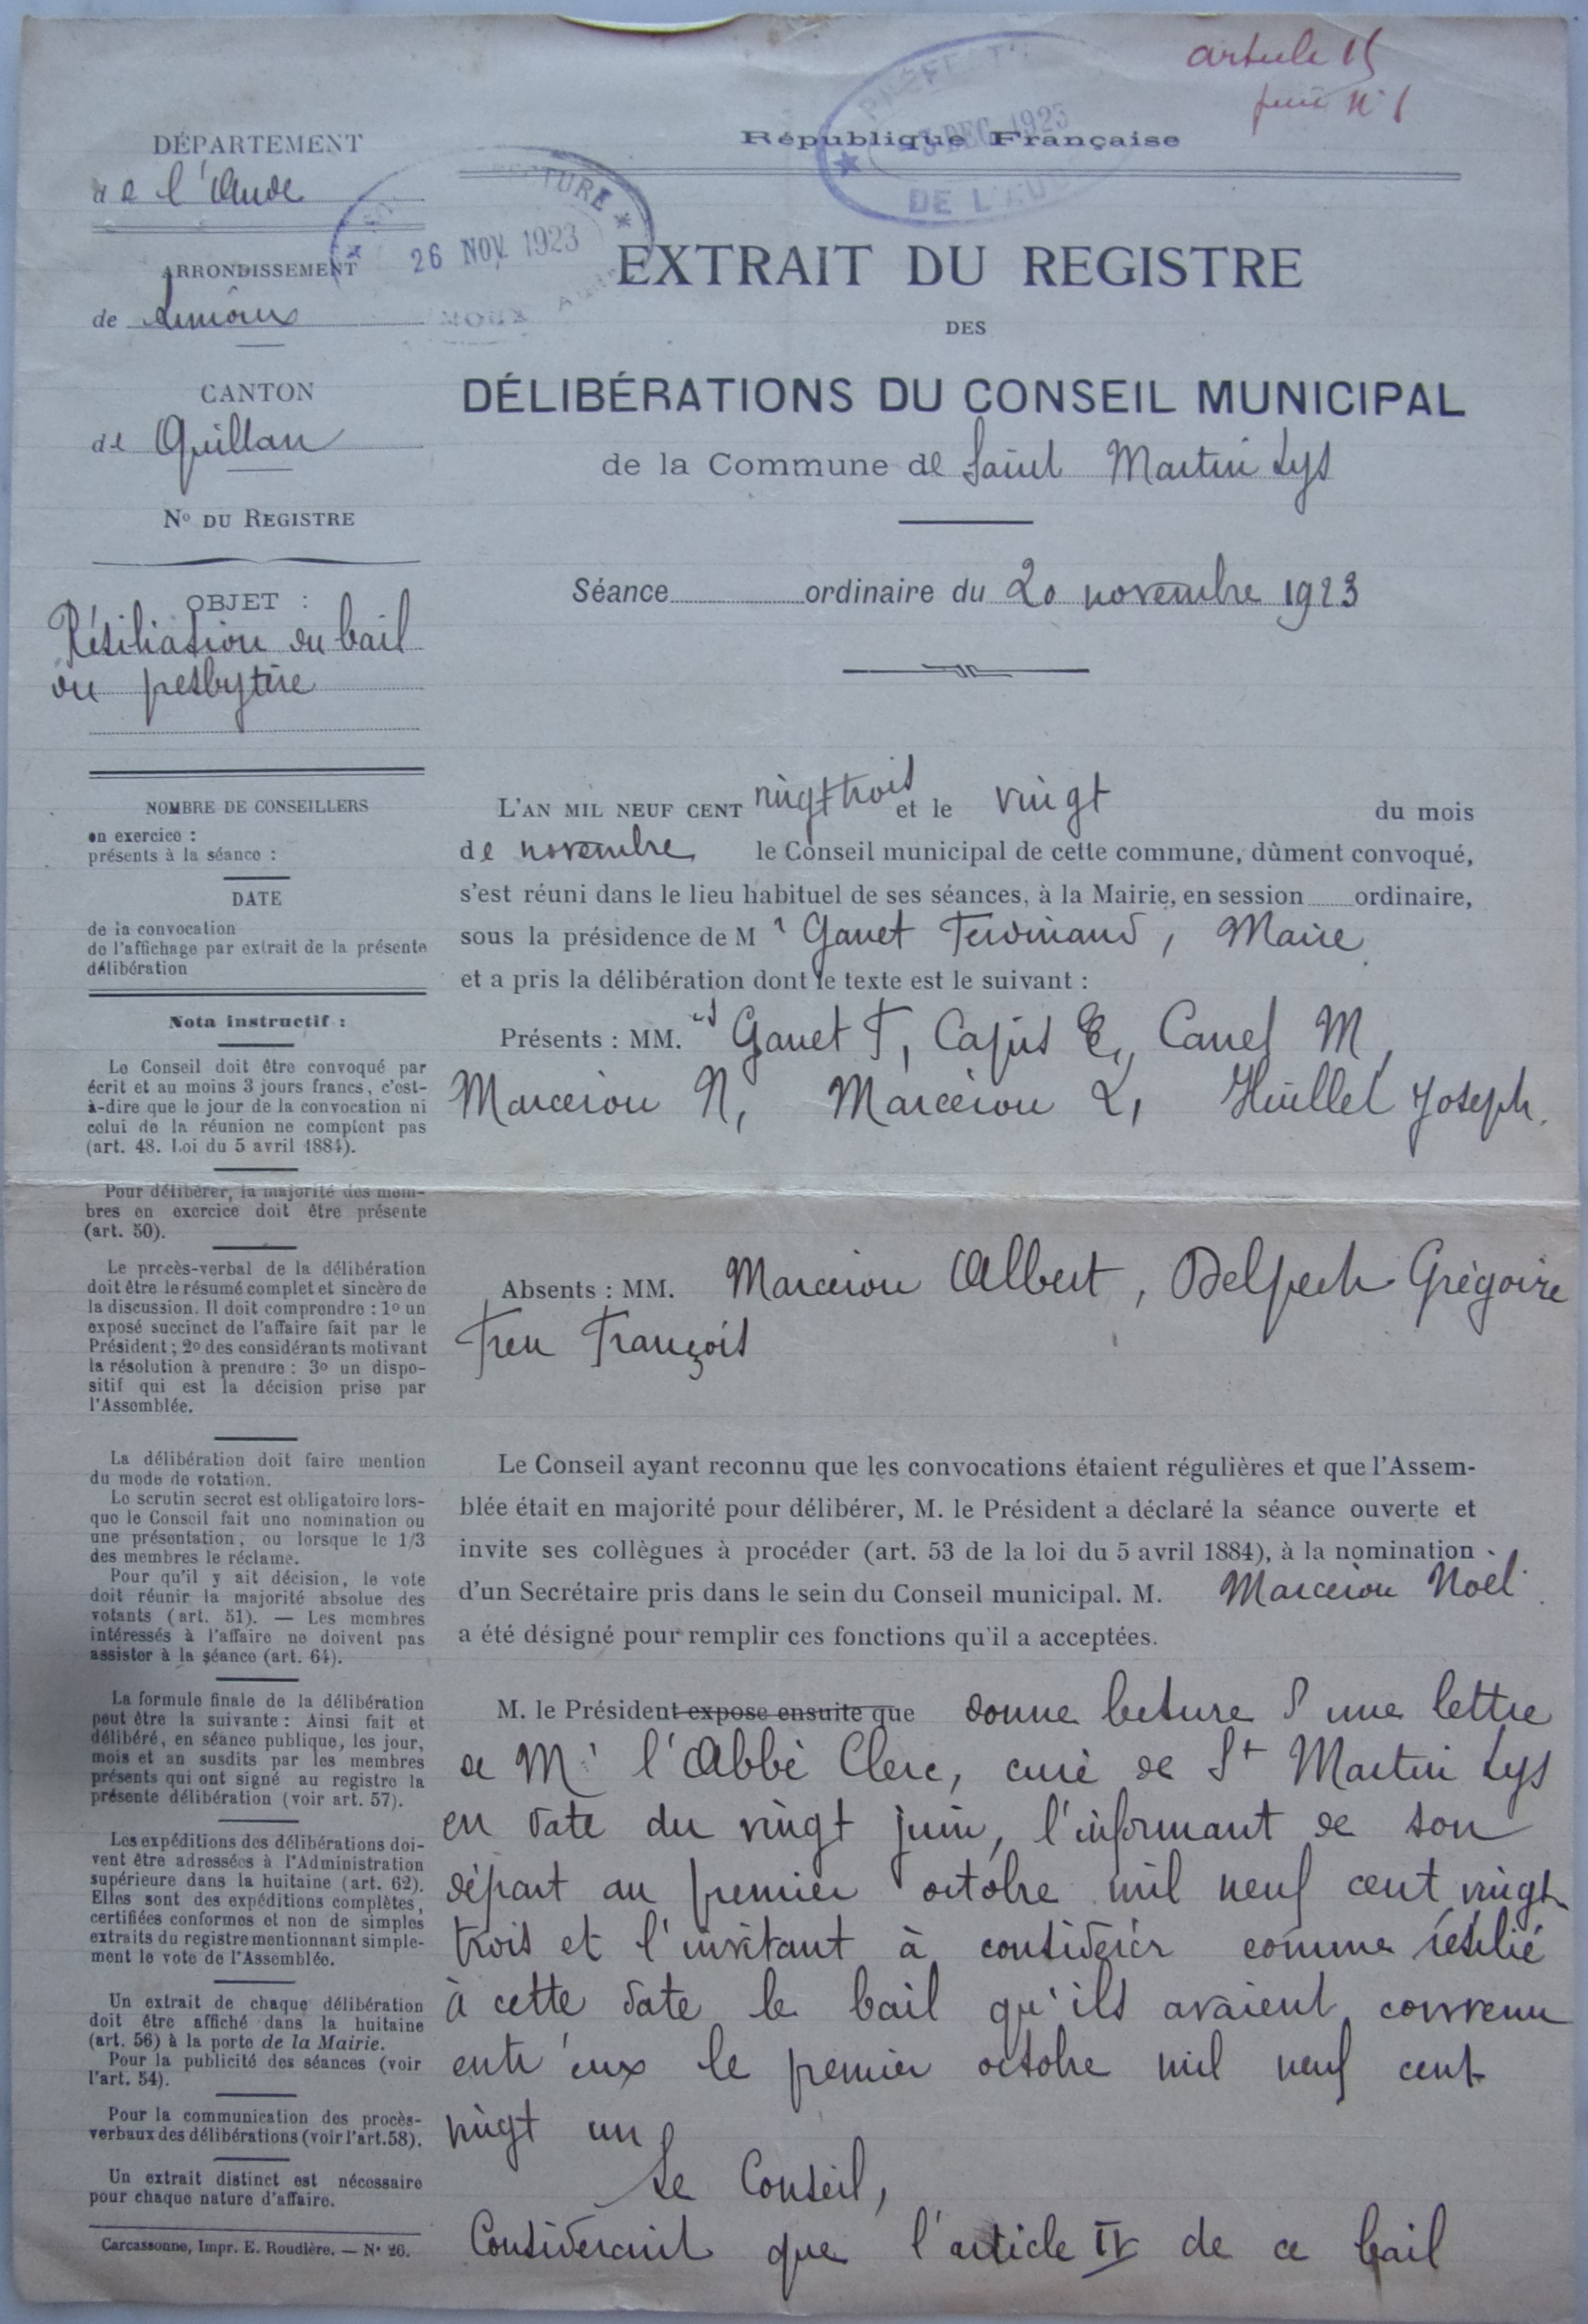 article 15
République Française
PRÉFECTURE
DEC 1923
DE L'AUDE
DÉPARTEMENT
de l'Aude
26 NOV. 1923
ARRONDISSEMENT
de Limoux
CANTON
de Quillan
N° DU REGISTRE
OBJET :
Résiliation du bail
du presbytère
NOMBRE DE CONSEILLERS
en exercice :
présents à la séance :
DATE
de la convocation
de l'affichage par extrait de la présente
délibération
Nota instructif :
Le Conseil doit être convoqué par
écrit et au moins 3 jours francs, c'est-
à-dire que le jour de la convocation ni
celui de la réunion ne comptent pas
(art. 48. Loi du 5 avril 1884).
Pour délibérer, la majorité des mem-
bres en exercice doit être présente
(art. 50).
Le procès-verbal de la délibération
doit être le résumé complet et sincère de
la discussion. Il doit comprendre : 1º un
exposé succinct de l'affaire fait par le
Président ; 2º des considérants motivant
la résolution à prendre : 3º un dispo-
sitif qui est la décision prise par
l'Assemblée.
La délibération doit faire mention
du mode de votation.
Le scrutin secret est obligatoire lors-
que le Conseil fait une nomination ou
une présentation, ou lorsque le 1/3
des membres le réclame.
Pour qu'il y ait décision, le vote
doit réunir la majorité absolue des
votants (art. 51). — Les membres
intéressés à l'affaire ne doivent pas
assister à la séance (art. 64).
La formule finale de la délibération
peut être la suivante : Ainsi fait et
délibéré, en séance publique, les jour,
mois et an susdits par les membres
présents qui ont signé au registre la
présente délibération (voir art. 57).
Les expéditions des délibérations doi-
vent être adressées à l'Administration
supérieure dans la huitaine (art. 62).
Elles sont des expéditions complètes,
certifiées conformes et non de simples
extraits du registre mentionnant simple-
ment le vote de l'Assemblée.
Un extrait de chaque délibération
doit être affiché dans la huitaine
(art. 56) à la porte de la Mairie.
Pour la publicité des séances (voir
l'art. 54).
Pour la communication des procès-
verbaux des délibérations (voir l'art. 58).
Un extrait distinct est nécessaire
pour chaque nature d'affaire.
Carcassonne, Impr. E. Roudière. — N° 26.
EXTRAIT DU REGISTRE
DES
DÉLIBÉRATIONS DU CONSEIL MUNICIPAL
de la Commune de Saint Martin Lys
Séance ordinaire du 20 novembre 1923
L'AN MIL NEUF CENT vingt trois et le vingt du mois
de novembre le Conseil municipal de cette commune, dûment convoqué,
s'est réuni dans le lieu habituel de ses séances, à la Mairie, en session ordinaire,
sous la présidence de Mr Ganet Ferdinand, Maire
et a pris la délibération dont le texte est le suivant :
Présents : MM. Ganet F, Cajus E, Canel M,
Marcerou N, Marcerou L, Huillet Joseph.
Absents : MM. Marcerou Albert, Delpech Grégoire
Freu François
Le Conseil ayant reconnu que les convocations étaient régulières et que l'Assem-
blée était en majorité pour délibérer, M. le Président a déclaré la séance ouverte et
invite ses collègues à procéder (art. 53 de la loi du 5 avril 1884), à la nomination
d'un Secrétaire pris dans le sein du Conseil municipal. M. Marcerou Noël.
a été désigné pour remplir ces fonctions qu'il a acceptées.
M. le Président expose ensuite que donne lecture d'une lettre
de Mr l'Abbé Clerc, curé de St Martin Lys
en date du vingt juin, l'informant de son
départ au premier octobre mil neuf cent vingt
trois et l'invitant à considérer comme résilié
à cette date le bail qu'ils avaient convenu
entr'eux le premier octobre mil neuf cent
vingt un
Le Conseil,
Considérant que l'article IV de ce bail